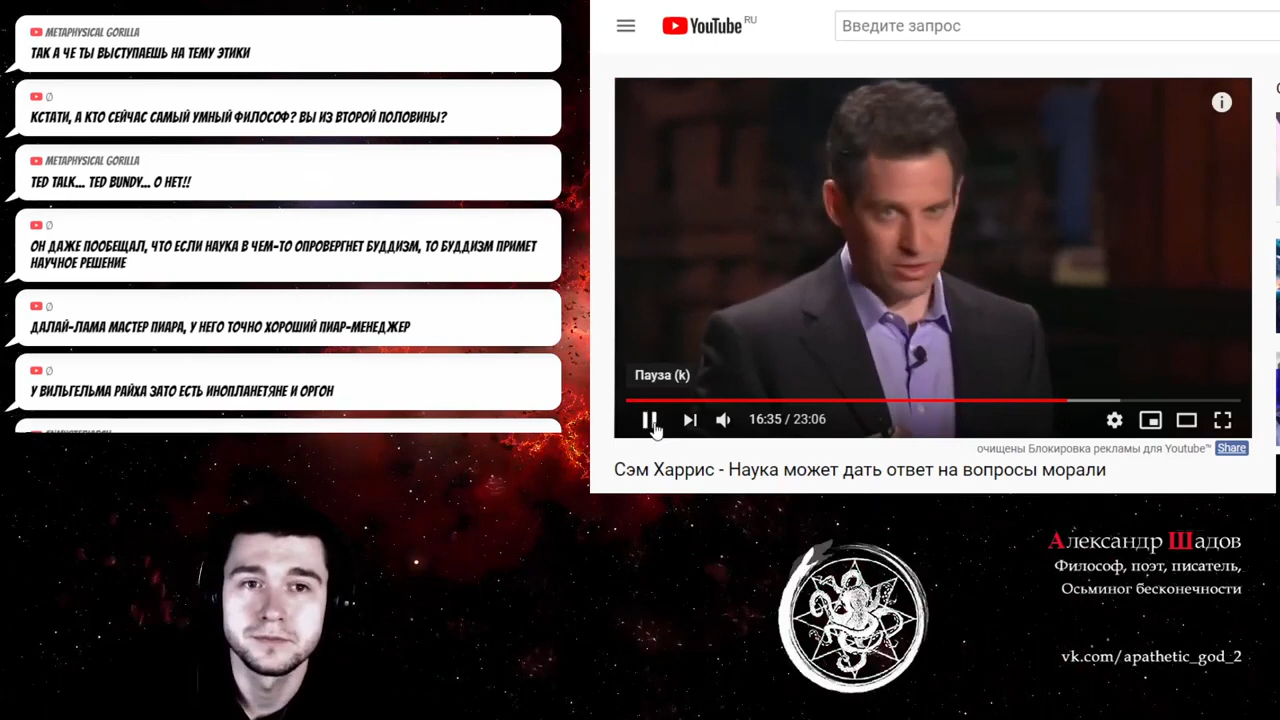 METAPHYSICAL GORILLA
ТАК А ЧЕ ТЫ ВЫСТУПАЕШЬ НА ТЕМУ ЭТИКИ
Ø
КСТАТИ, А КТО СЕЙЧАС САМЫЙ УМНЫЙ ФИЛОСОФ? ВЫ ИЗ ВТОРОЙ ПОЛОВИНЫ?
METAPHYSICAL GORILLA
TED TALK... TED BUNDY... О НЕТ!!
Ø
ОН ДАЖЕ ПООБЕЩАЛ, ЧТО ЕСЛИ НАУКА В ЧЕМ-ТО ОПРОВЕРГНЕТ БУДДИЗМ, ТО БУДДИЗМ ПРИМЕТ
НАУЧНОЕ РЕШЕНИЕ
Ø
ДАЛАЙ-ЛАМА МАСТЕР ПИАРА, У НЕГО ТОЧНО ХОРОШИЙ ПИАР-МЕНЕДЖЕР
Ø
У ВИЛЬГЕЛЬМА РАЙХА ЗАТО ЕСТЬ ИНОПЛАНЕТЯНЕ И ОРГОН
YouTube RU
Введите запрос
Пауза (k)
16:35 / 23:06
очищены Блокировка рекламы для Youtube™ Share
Сэм Харрис - Наука может дать ответ на вопросы морали
Александр Шадов
Философ, поэт, писатель,
Осьминог бесконечности
vk.com/apathetic_god_2